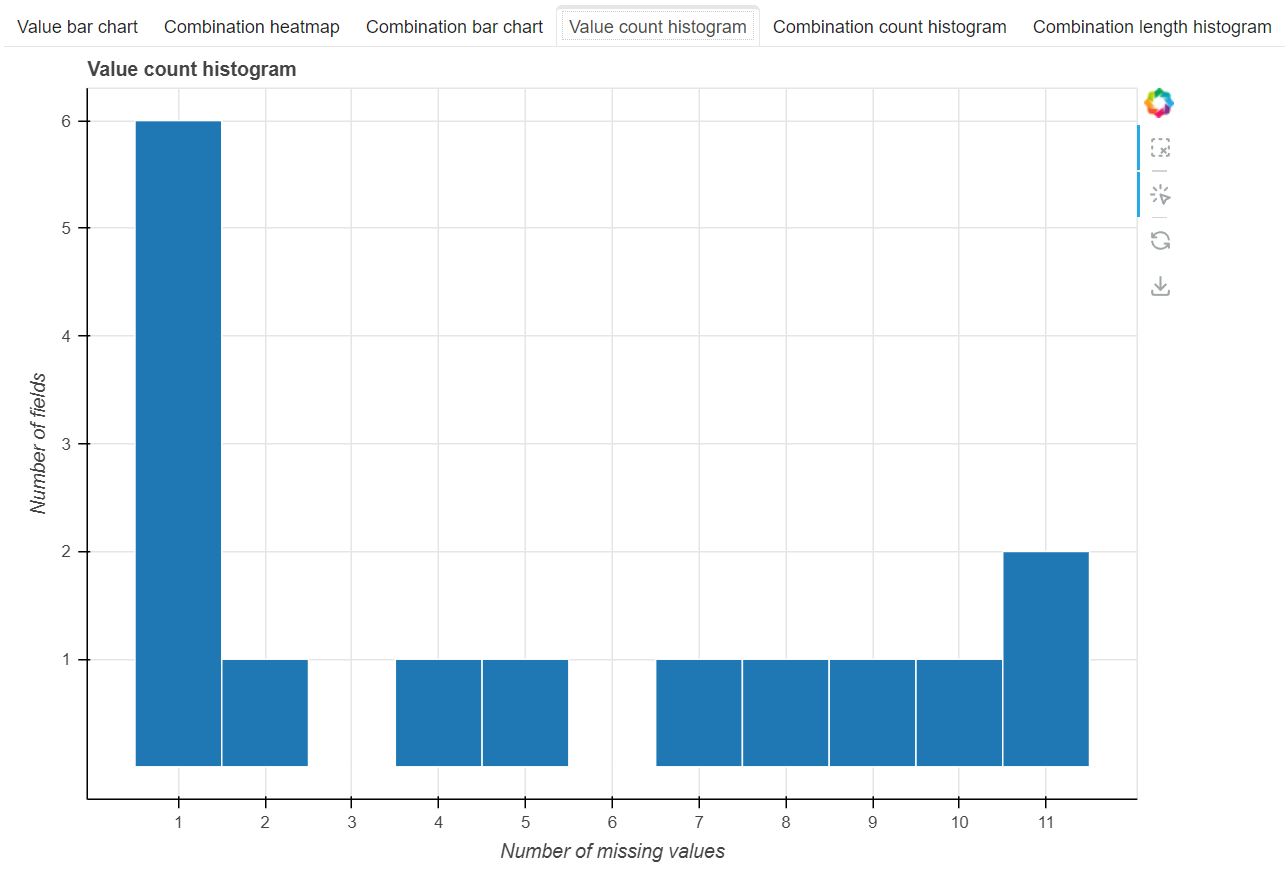 Value bar chart Combination heatmap Combination bar chart Value count histogram Combination count histogram Combination length histogram
Value count histogram
6
5
4
3
2
1
Number of fields
1 2 3 4 5 6 7 8 9 10 11
Number of missing values